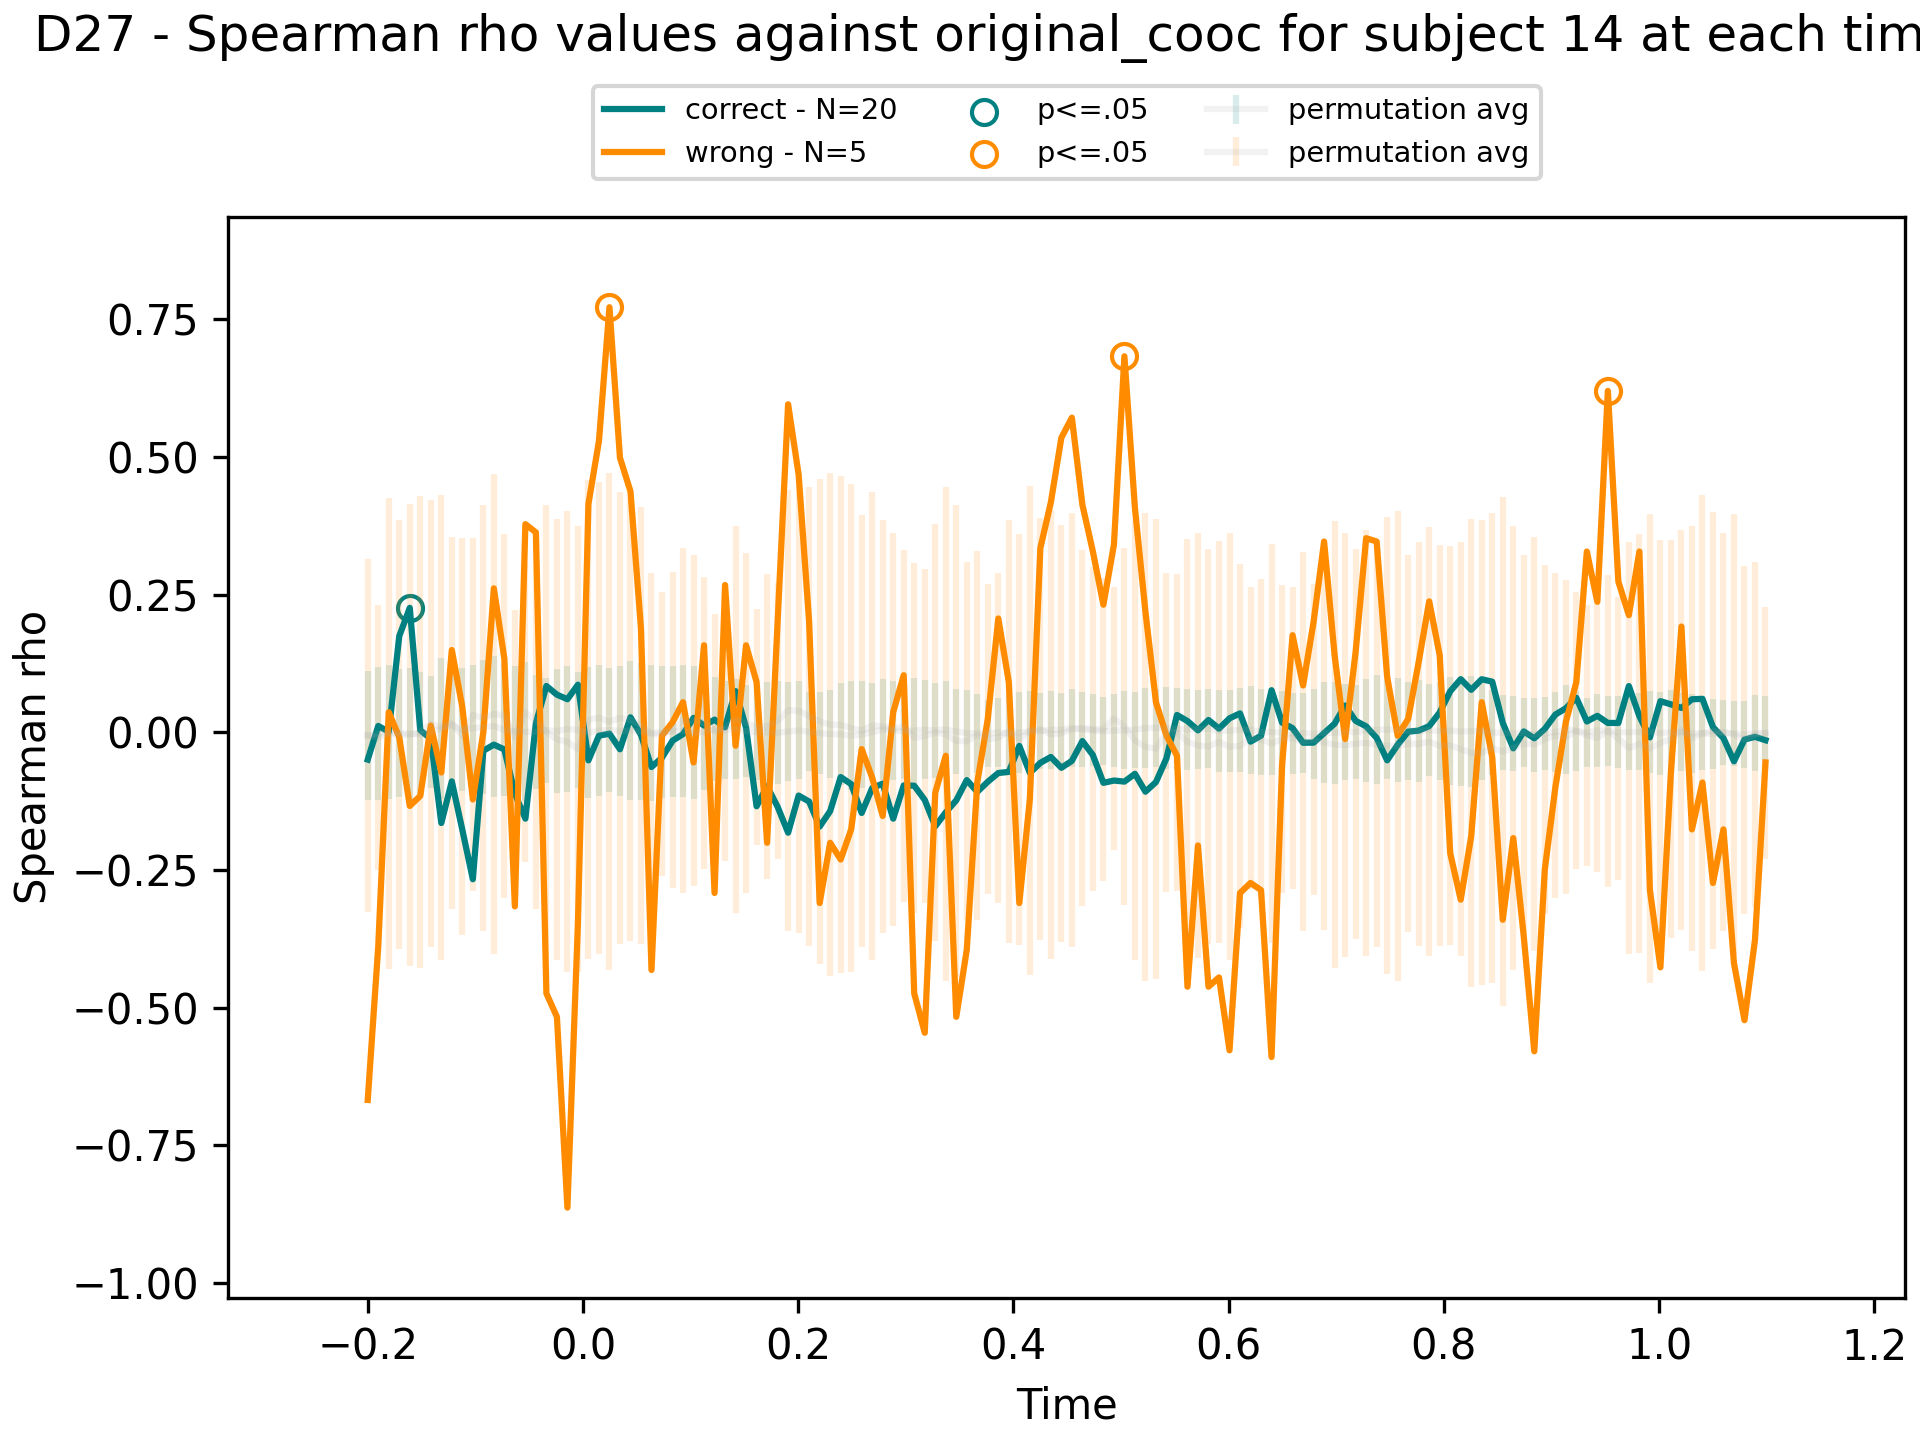 D27 - Spearman rho values against original_cooc for subject 14 at each tim
correct - N=20
p<=.05
permutation avg
wrong - N=5
p<=.05
permutation avg
Spearman rho
0.75
0.50
0.25
0.00
−0.25
−0.50
−0.75
−1.00
−0.2
0.0
0.2
0.4
0.6
0.8
1.0
1.2
Time